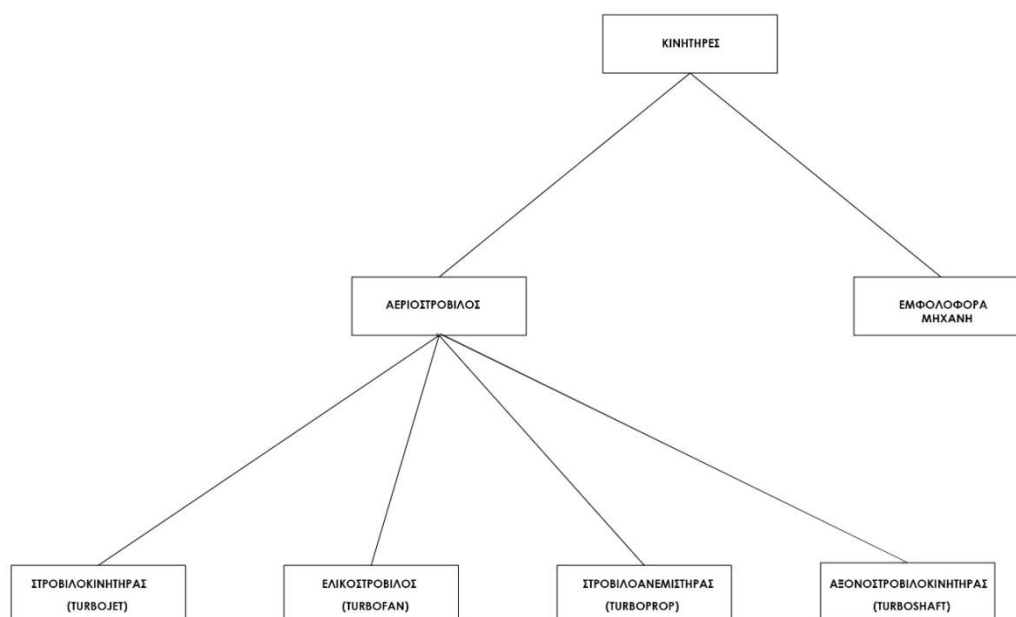 ΚΙΝΗΤΗΡΕΣ
ΑΕΡΙΟΣΤΡΟΒΙΛΟΣ
ΕΜΦΟΛΟΦΟΡΑ
ΜΗΧΑΝΗ
ΣΤΡΟΒΙΛΟΚΙΝΗΤΗΡΑΣ
(TURBOJET)
ΕΛΙΚΟΣΤΡΟΒΙΛΟΣ
(TURBOFAN)
ΣΤΡΟΒΙΛΟΑΝΕΜΙΣΤΗΡΑΣ
(TURBOPROP)
ΑΞΟΝΟΣΤΡΟΒΙΛΟΚΙΝΗΤΗΡΑΣ
(TURBOSHAFT)